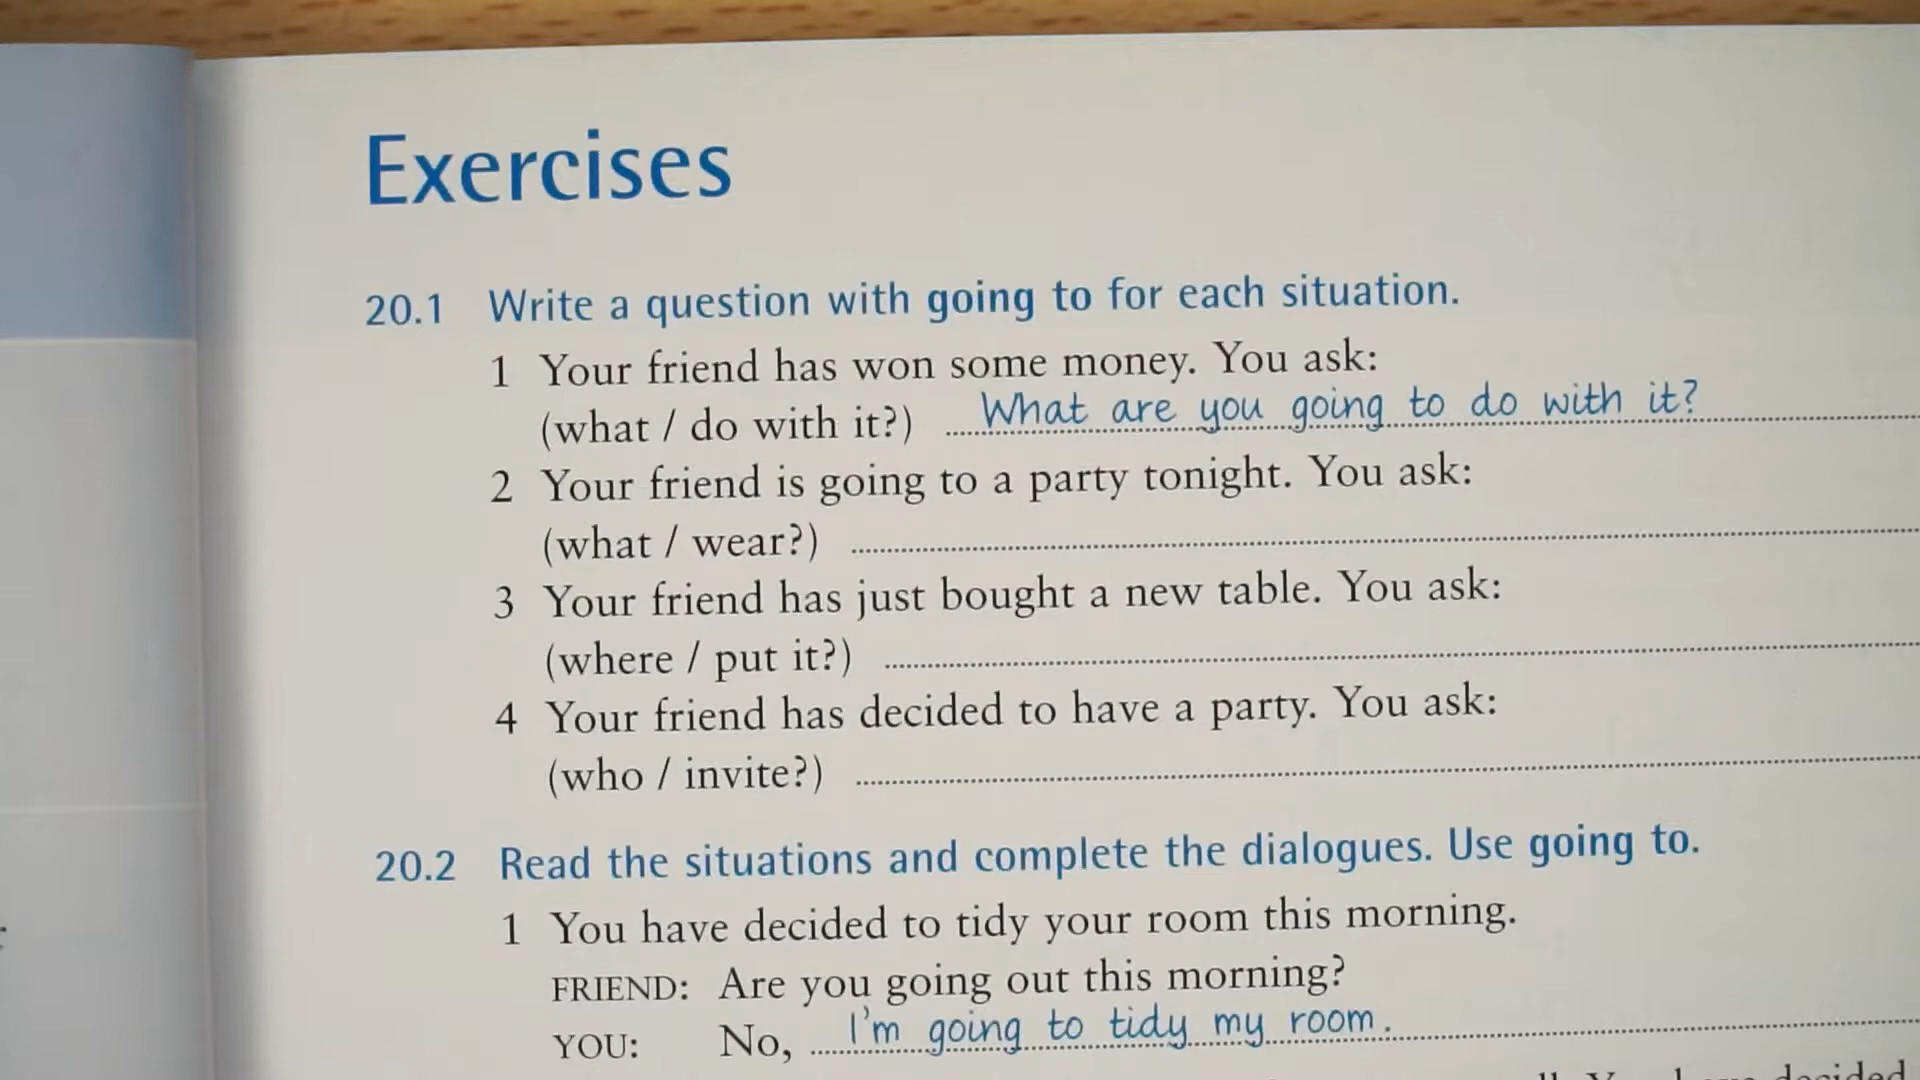 Exercises
20.1 Write a question with going to for each situation.
1 Your friend has won some money. You ask:
(what / do with it?) What are you going to do with it?
2 Your friend is going to a party tonight. You ask:
(what / wear?)
3 Your friend has just bought a new table. You ask:
(where / put it?)
4 Your friend has decided to have a party. You ask:
(who / invite?)
20.2 Read the situations and complete the dialogues. Use going to.
1 You have decided to tidy your room this morning.
FRIEND: Are you going out this morning?
YOU: No, I'm going to tidy my room.
decided